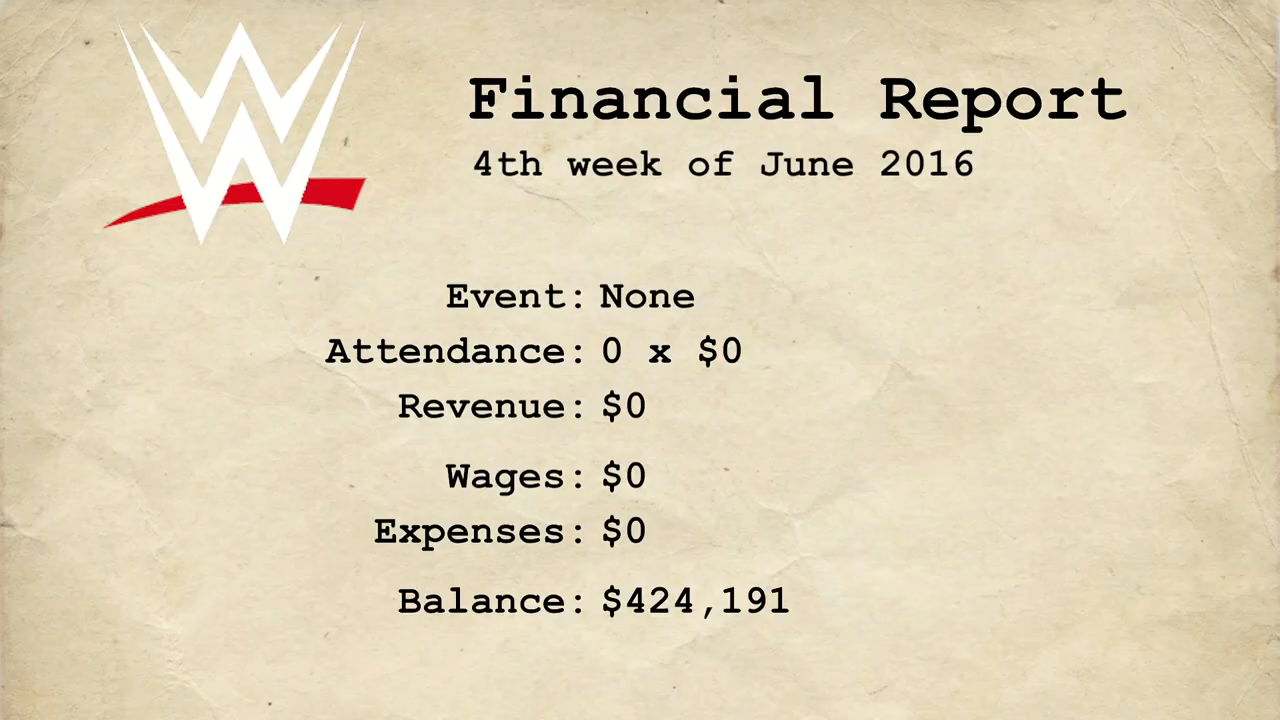 Financial Report
4th week of June 2016
Event: None
Attendance: 0 x $0
Revenue: $0
Wages: $0
Expenses: $0
Balance: $424,191